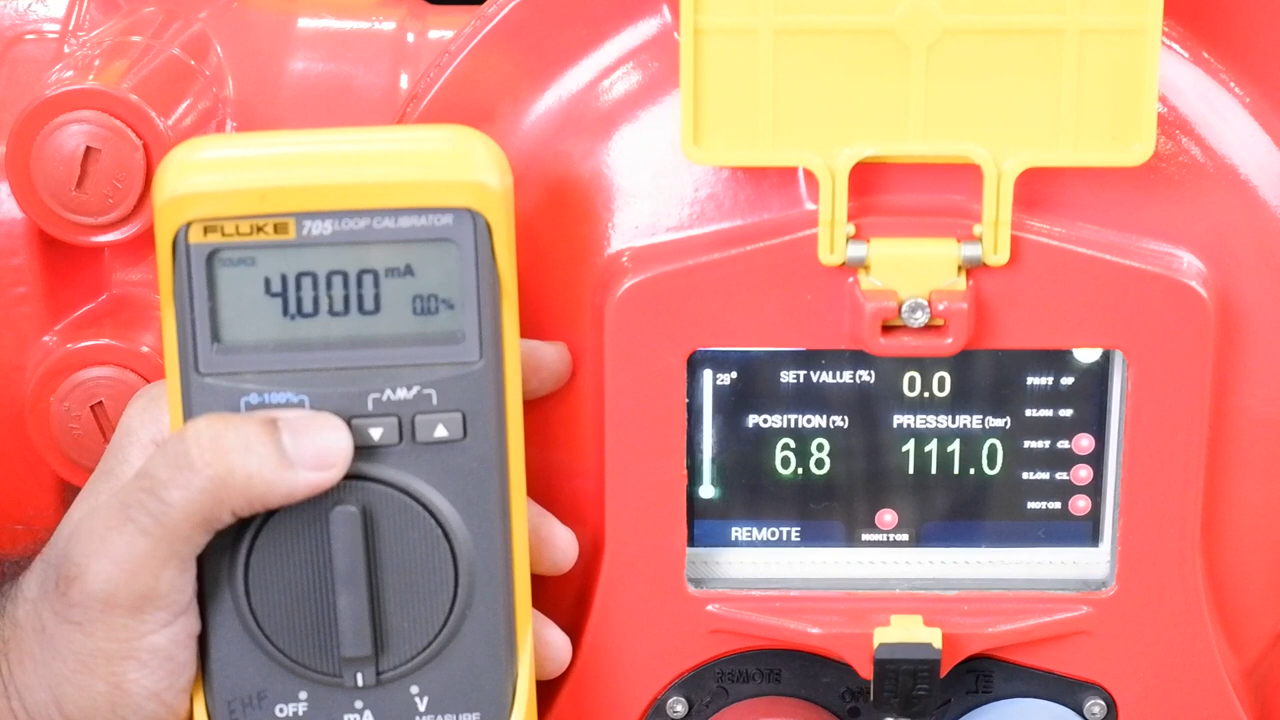 FLUKE 705 LOOP CALIBRATOR
SOURCE
4.000 mA
0.0%
0-100%
OFF
mA
V
MEASURE
EHF
29°
SET VALUE(%) 0.0
POSITION (%) PRESSURE (bar)
6.8 111.0
FAST OP
SLOW OP
FAST CL
SLOW CL
MOTOR
REMOTE
MONITOR
REMOTE